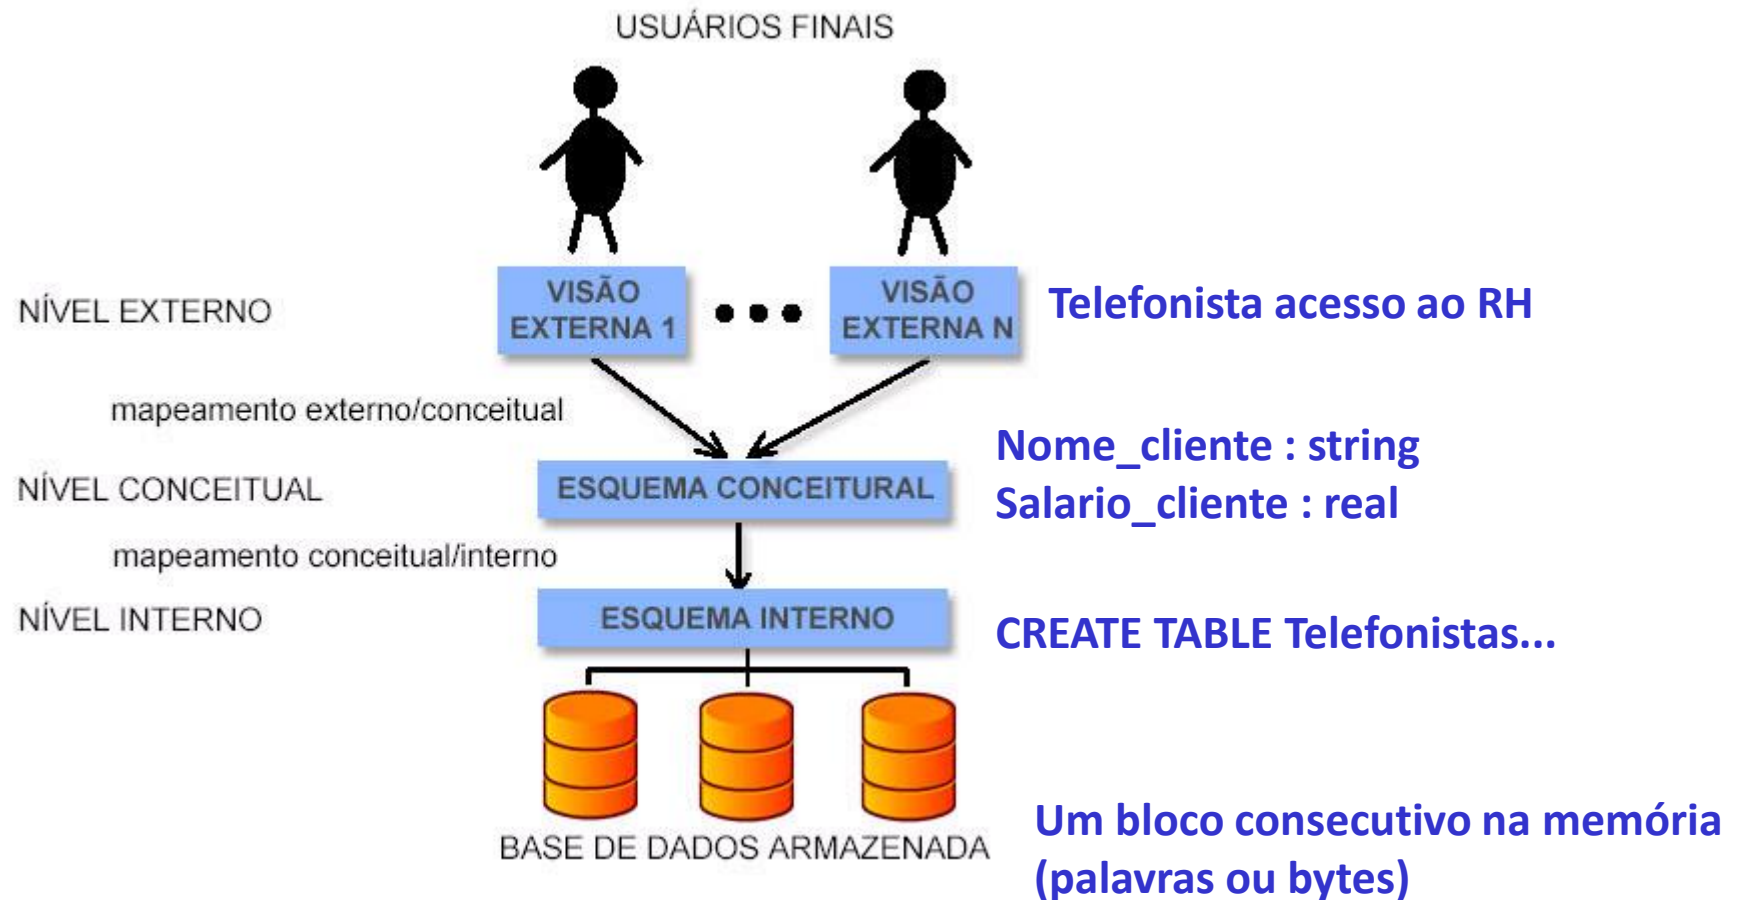 USUÁRIOS FINAIS
NÍVEL EXTERNO
VISÃO
EXTERNA 1
VISÃO
EXTERNA N
Telefonista acesso ao RH
mapeamento externo/conceitual
NÍVEL CONCEITUAL
ESQUEMA CONCEITURAL
Nome_cliente : string
Salario_cliente : real
mapeamento conceitual/interno
NÍVEL INTERNO
ESQUEMA INTERNO
CREATE TABLE Telefonistas...
BASE DE DADOS ARMAZENADA
Um bloco consecutivo na memória
(palavras ou bytes)